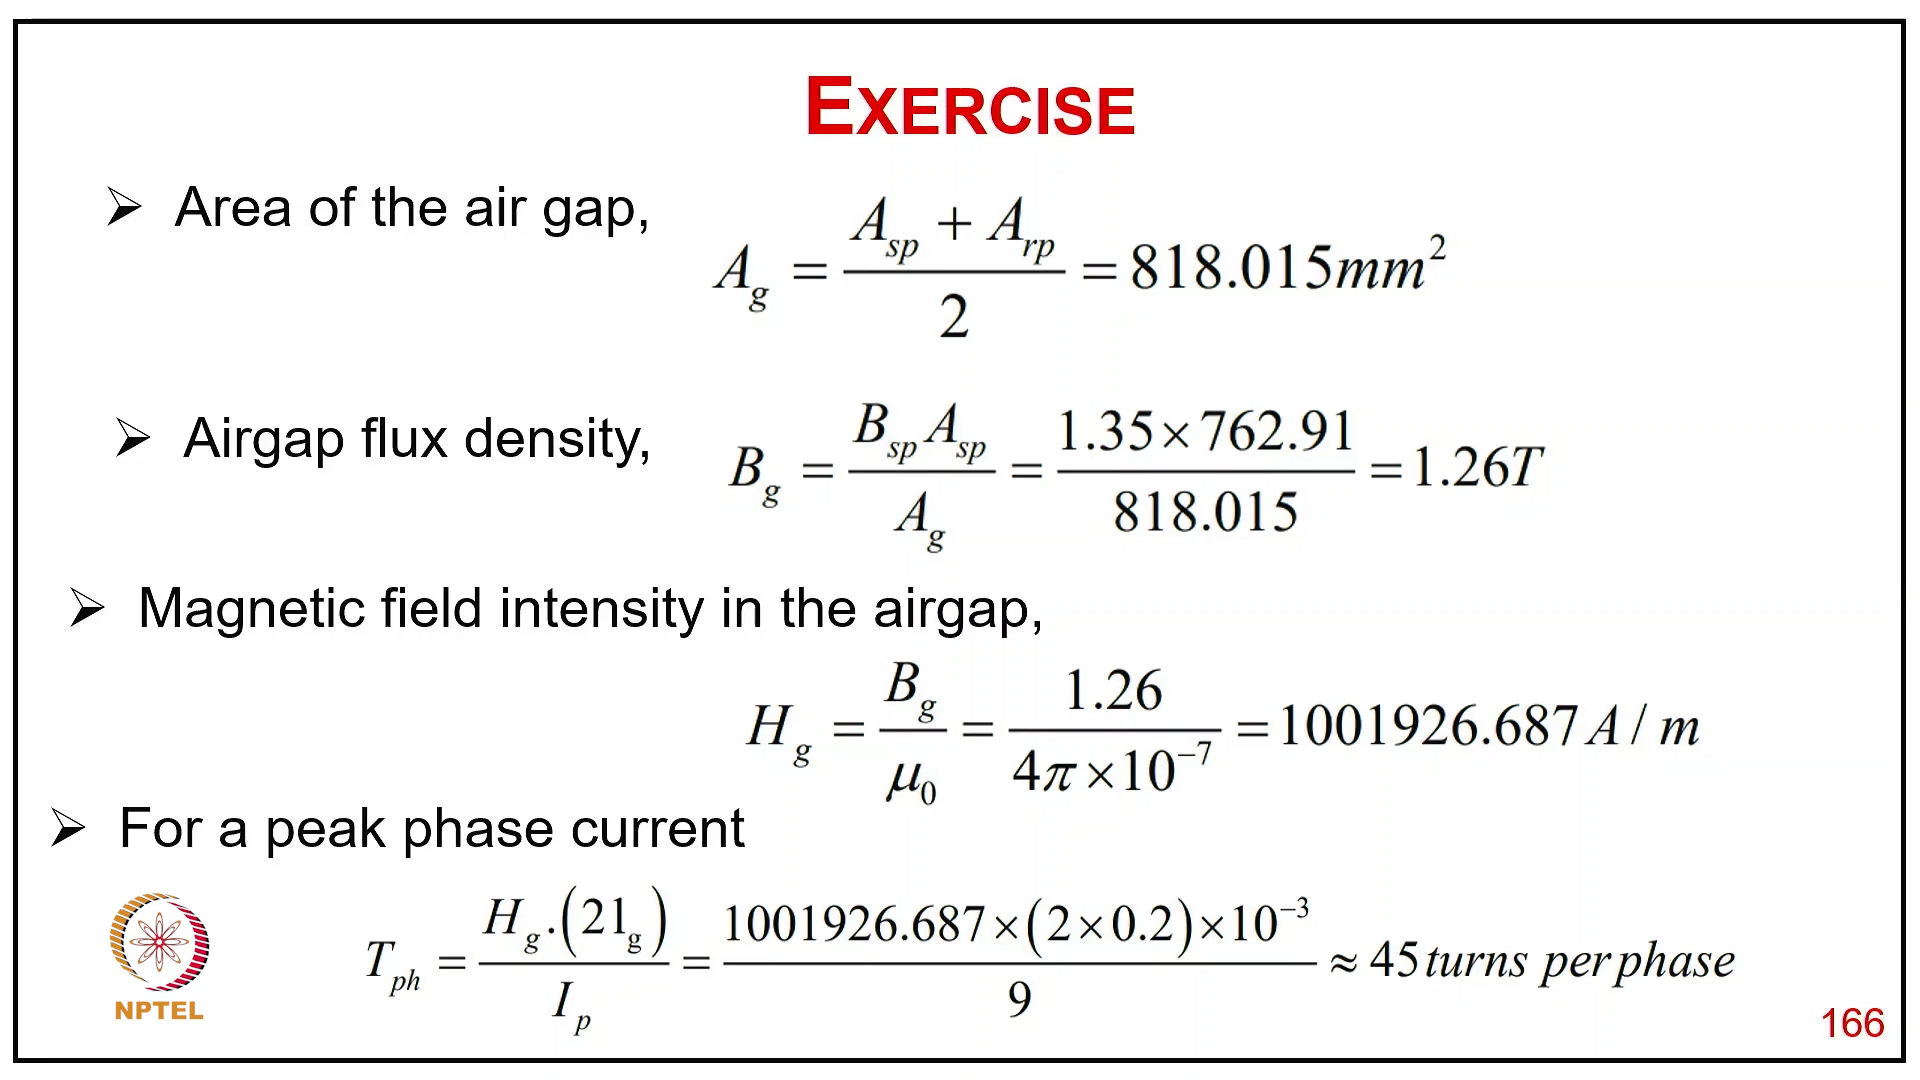 EXERCISE
➢ Area of the air gap,
A_g = (A_sp + A_rp) / 2 = 818.015mm²
➢ Airgap flux density,
B_g = B_sp A_sp / A_g = 1.35×762.91 / 818.015 = 1.26T
➢ Magnetic field intensity in the airgap,
H_g = B_g / μ₀ = 1.26 / 4π×10⁻⁷ = 1001926.687 A / m
➢ For a peak phase current
T_ph = H_g.(2l_g) / I_p = 1001926.687×(2×0.2)×10⁻³ / 9 ≈ 45turns per phase
NPTEL
166